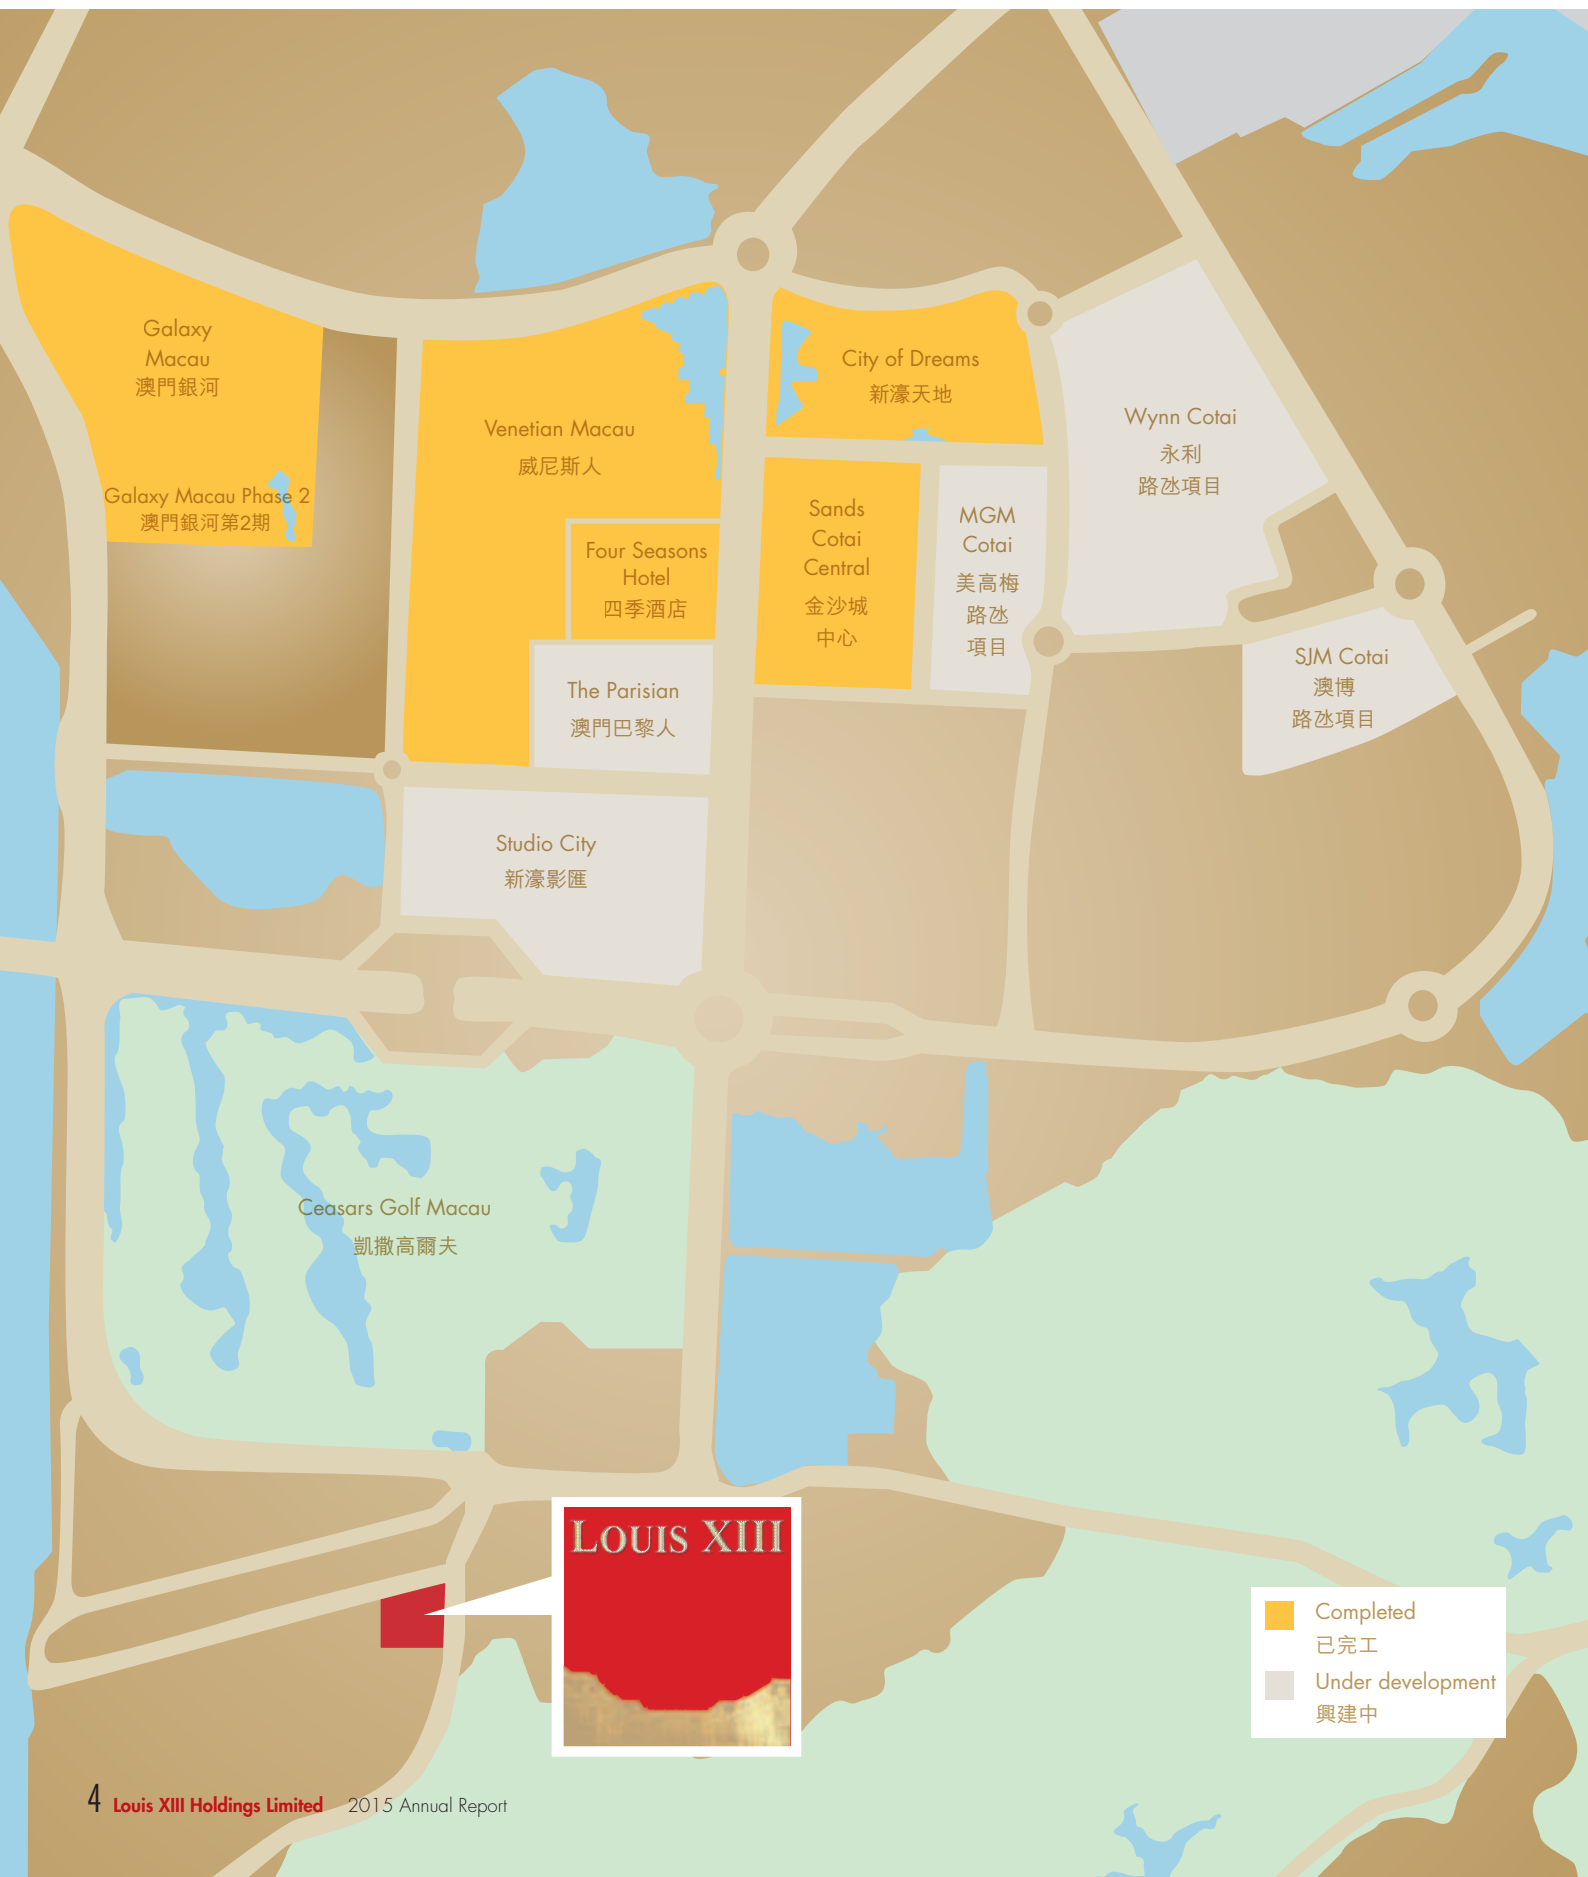 Galaxy
Macau
澳門銀河
Galaxy Macau Phase 2
澳門銀河第2期
Venetian Macau
威尼斯人
City of Dreams
新濠天地
Wynn Cotai
永利
路氹項目
Sands
Cotai
Central
金沙城
中心
MGM
Cotai
美高梅
路氹
項目
Four Seasons
Hotel
四季酒店
The Parisian
澳門巴黎人
SJM Cotai
澳博
路氹項目
Studio City
新濠影匯
Ceasars Golf Macau
凱撒高爾夫
LOUIS XIII
Completed
已完工
Under development
興建中
4 Louis XIII Holdings Limited 2015 Annual Report